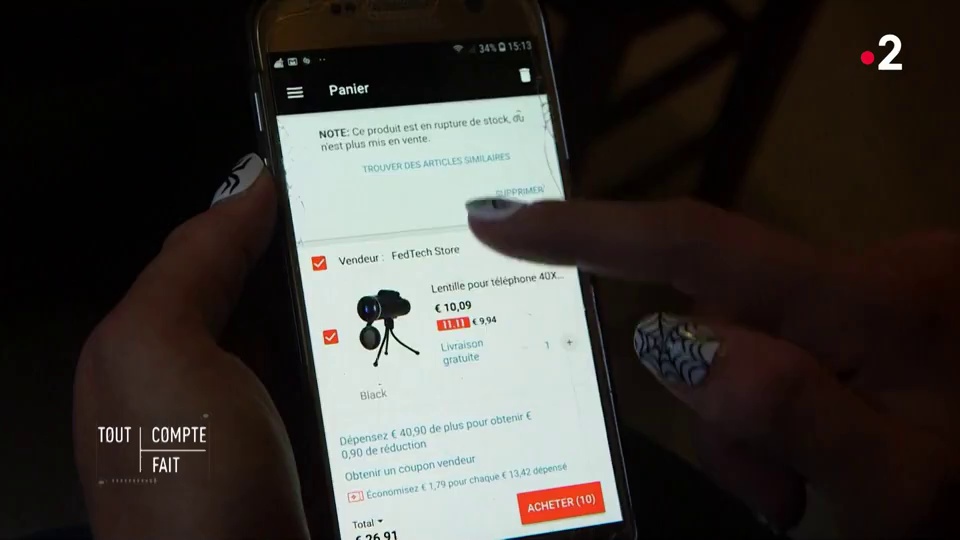 2
34% 15:13
Panier
NOTE: Ce produit est en rupture de stock, ou
n'est plus mis en vente.
TROUVER DES ARTICLES SIMILAIRES
SUPPRIMER
Vendeur : FedTech Store
Lentille pour téléphone 40X...
€ 10,09
11.11 € 9,94
Livraison
gratuite
1 +
Black
Dépensez € 40,90 de plus pour obtenir €
0,90 de réduction
Obtenir un coupon vendeur
Économisez € 1,79 pour chaque € 13,42 dépensé
Total
€ 26,91
ACHETER (10)
TOUT COMPTE
FAIT